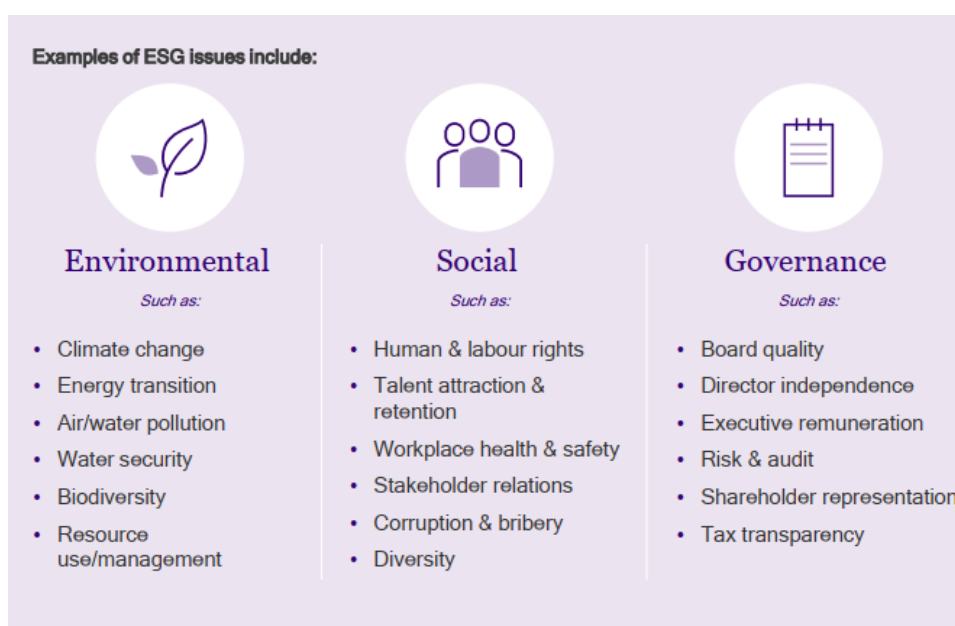 Examples of ESG issues include:
Environmental
Such as:
• Climate change
• Energy transition
• Air/water pollution
• Water security
• Biodiversity
• Resource
use/management
Social
Such as:
• Human & labour rights
• Talent attraction &
retention
• Workplace health & safety
• Stakeholder relations
• Corruption & bribery
• Diversity
Governance
Such as:
• Board quality
• Director independence
• Executive remuneration
• Risk & audit
• Shareholder representation
• Tax transparency